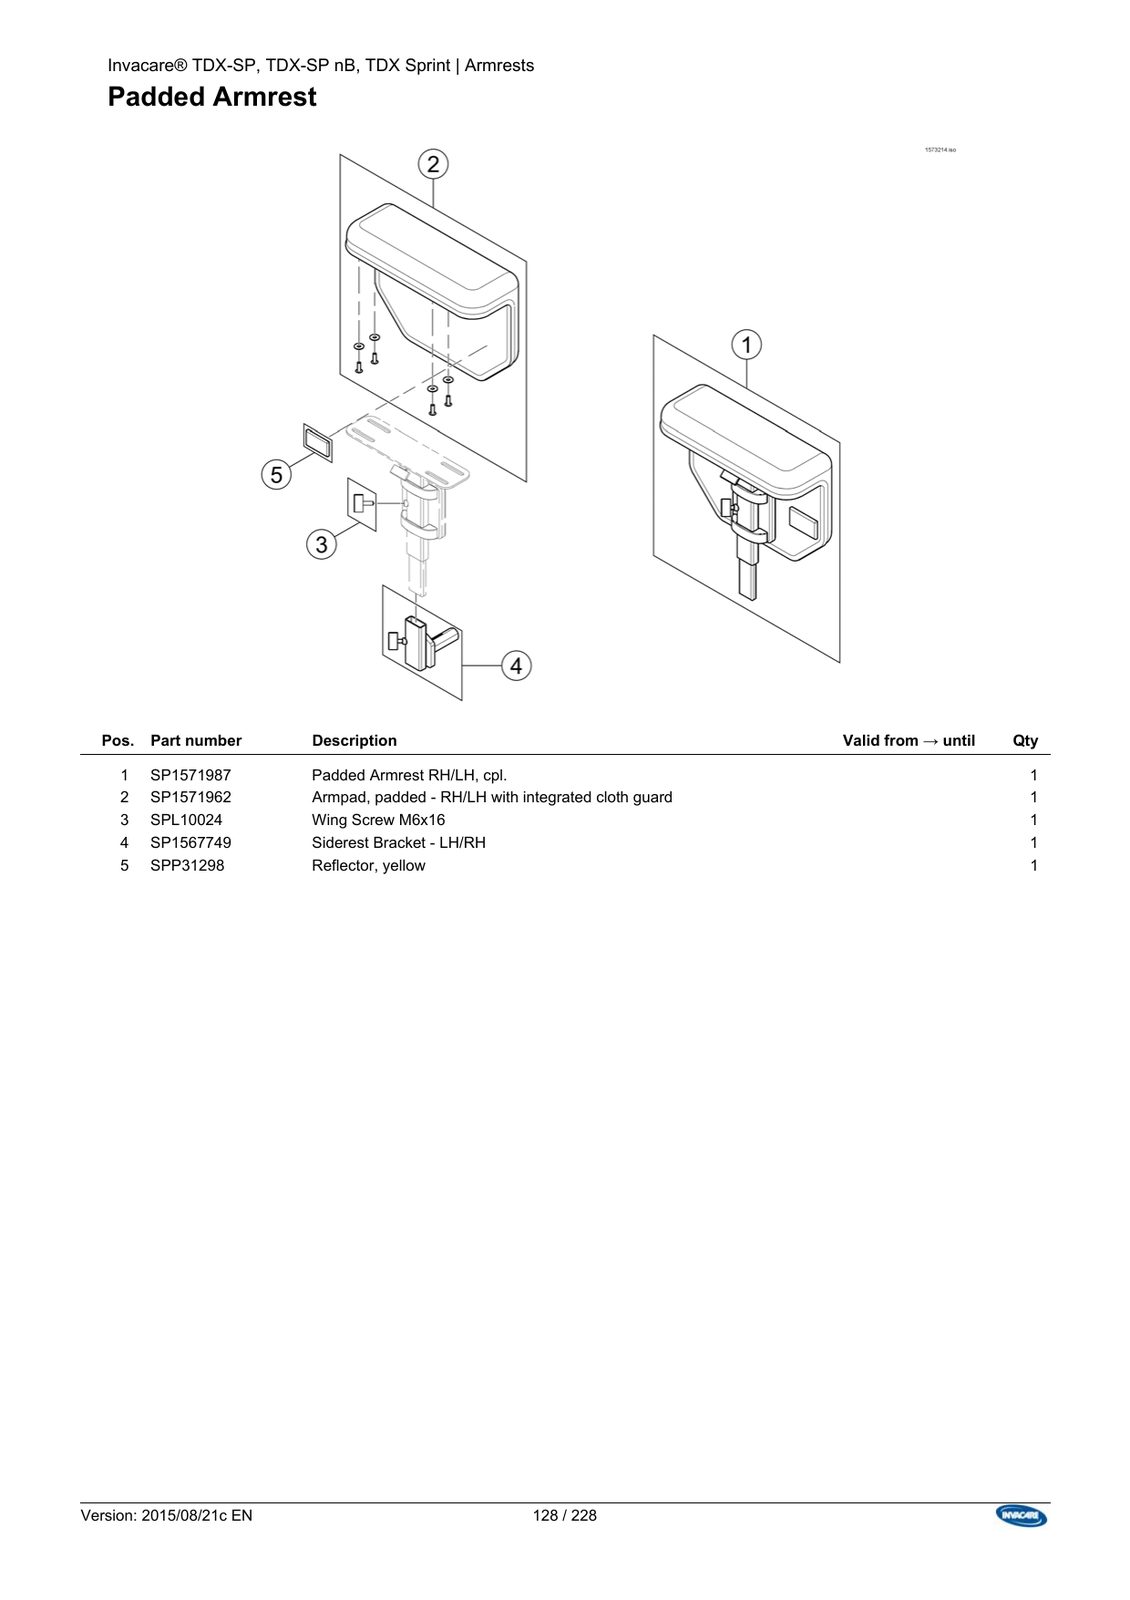 Invacare® TDX-SP, TDX-SP nB, TDX Sprint | Armrests
Padded Armrest
1573214.iso
2
1
5
3
4
Pos. Part number Description Valid from → until Qty
1 SP1571987 Padded Armrest RH/LH, cpl. 1
2 SP1571962 Armpad, padded - RH/LH with integrated cloth guard 1
3 SPL10024 Wing Screw M6x16 1
4 SP1567749 Siderest Bracket - LH/RH 1
5 SPP31298 Reflector, yellow 1
Version: 2015/08/21c EN 128 / 228 INVACARE